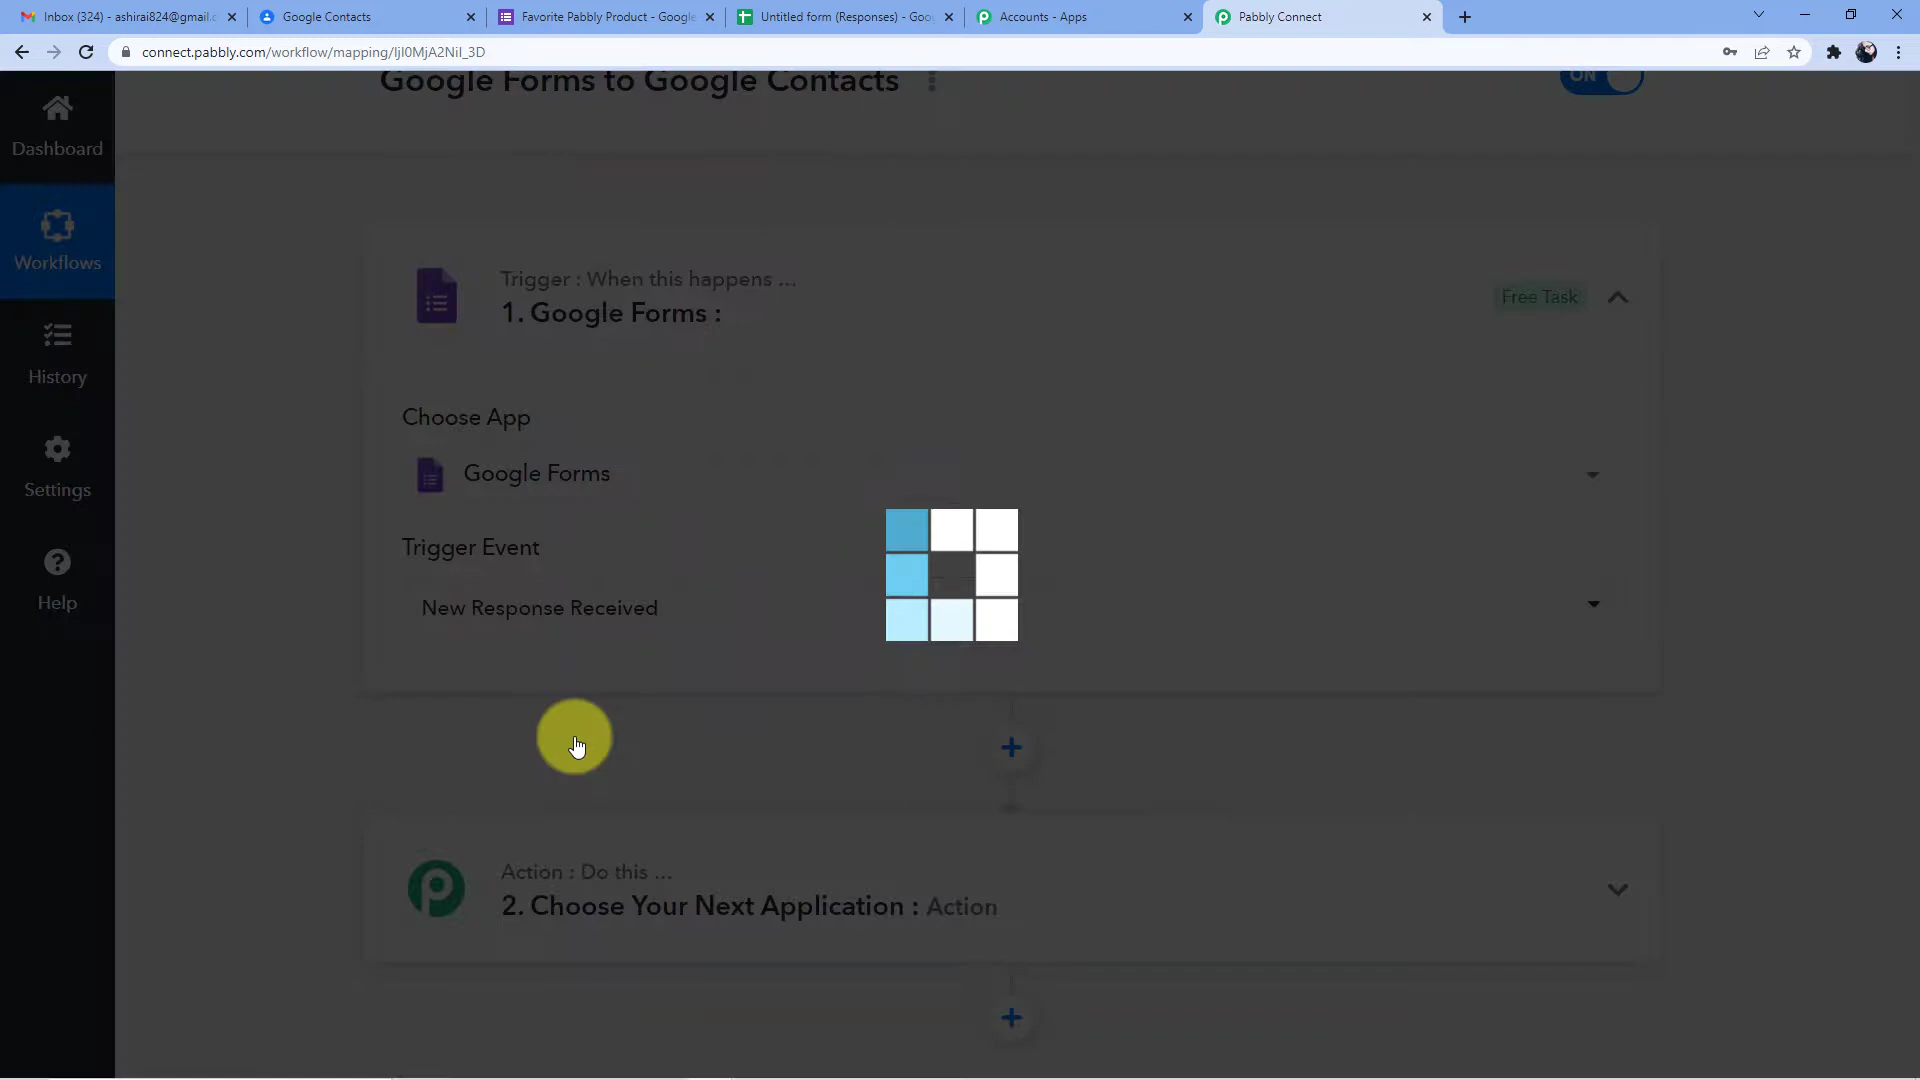 Inbox (324) - ashirai824@gmail.c
Google Contacts
Favorite Pabbly Product - Google
Untitled form (Responses) - Goo
Accounts - Apps
Pabbly Connect
connect.pabbly.com/workflow/mapping/IjI0MjA2NiI_3D
Google Forms to Google Contacts
ON
Dashboard
Workflows
History
Settings
Help
Trigger : When this happens ...
1. Google Forms :
Free Task
Choose App
Google Forms
Trigger Event
New Response Received
Action : Do this ...
2. Choose Your Next Application : Action